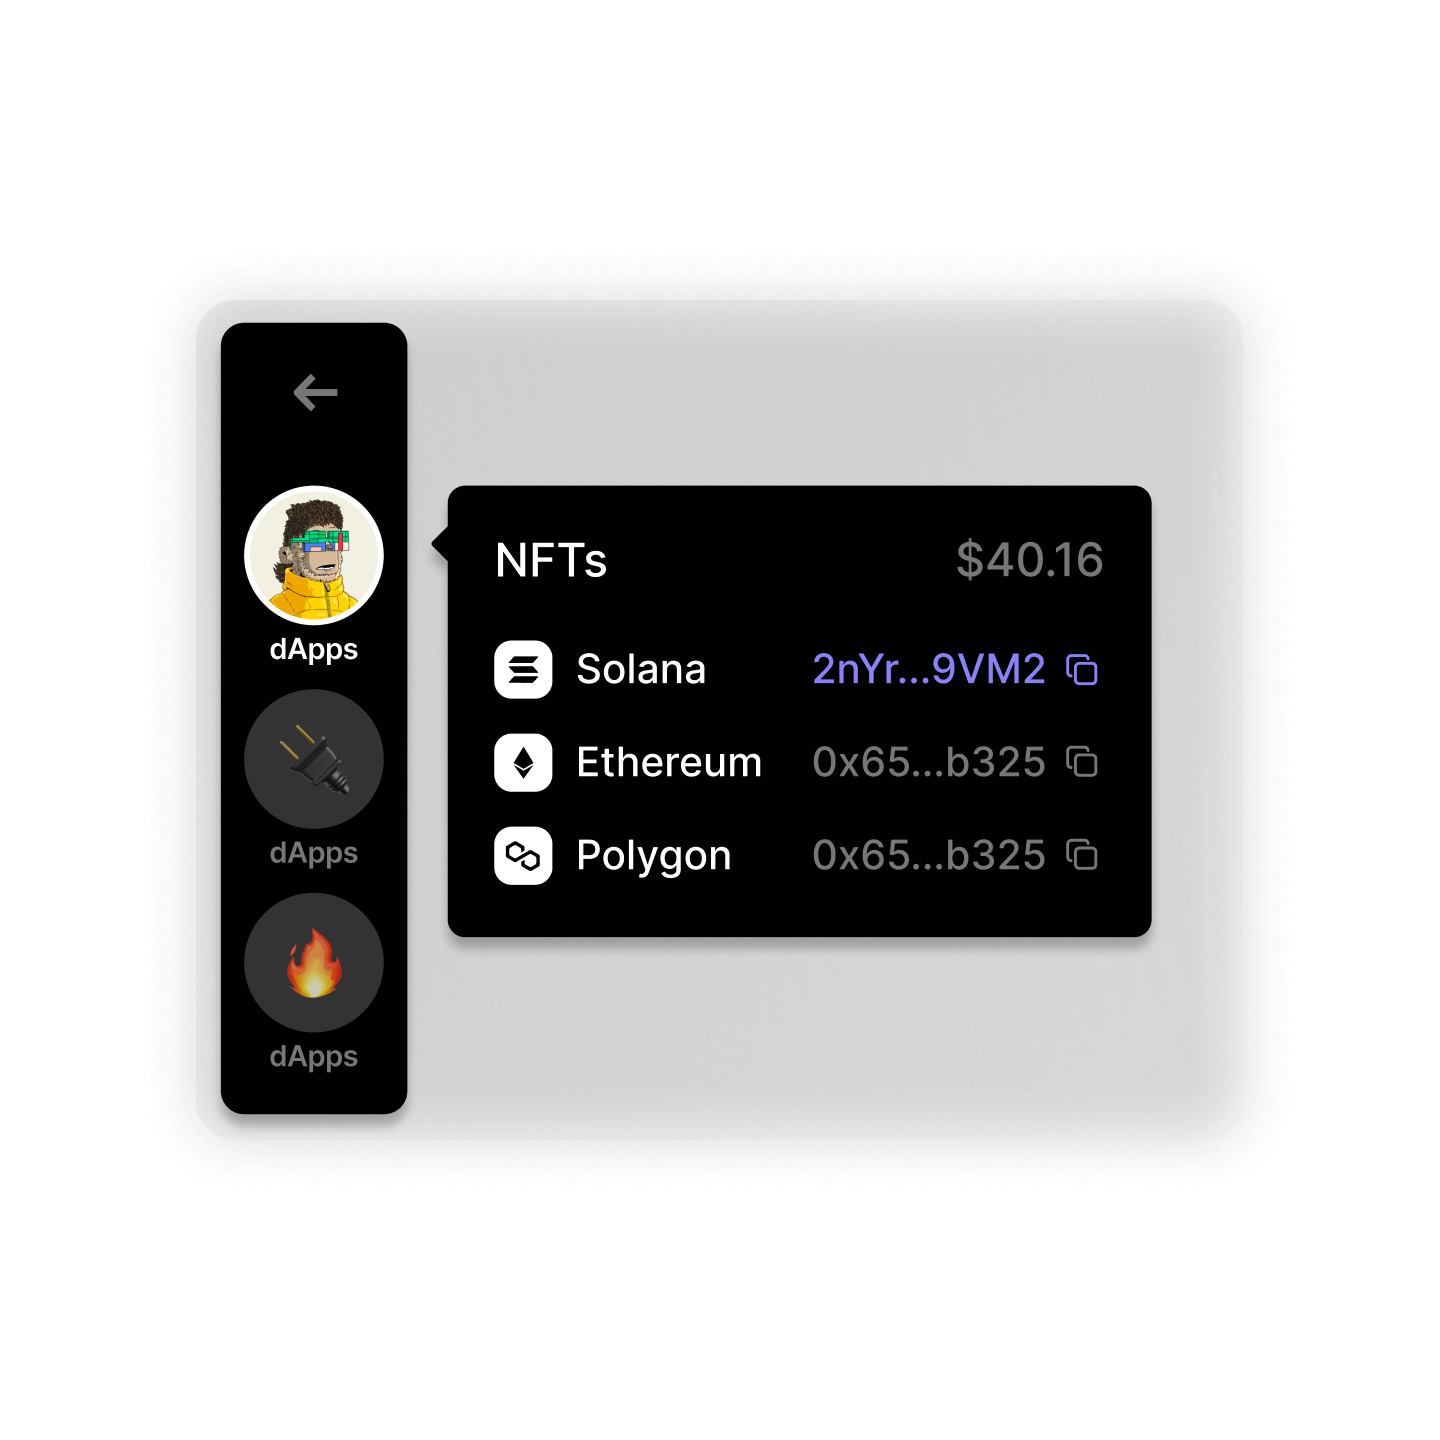 dApps
dApps
dApps
NFTs $40.16
Solana 2nYr...9VM2
Ethereum 0x65...b325
Polygon 0x65...b325